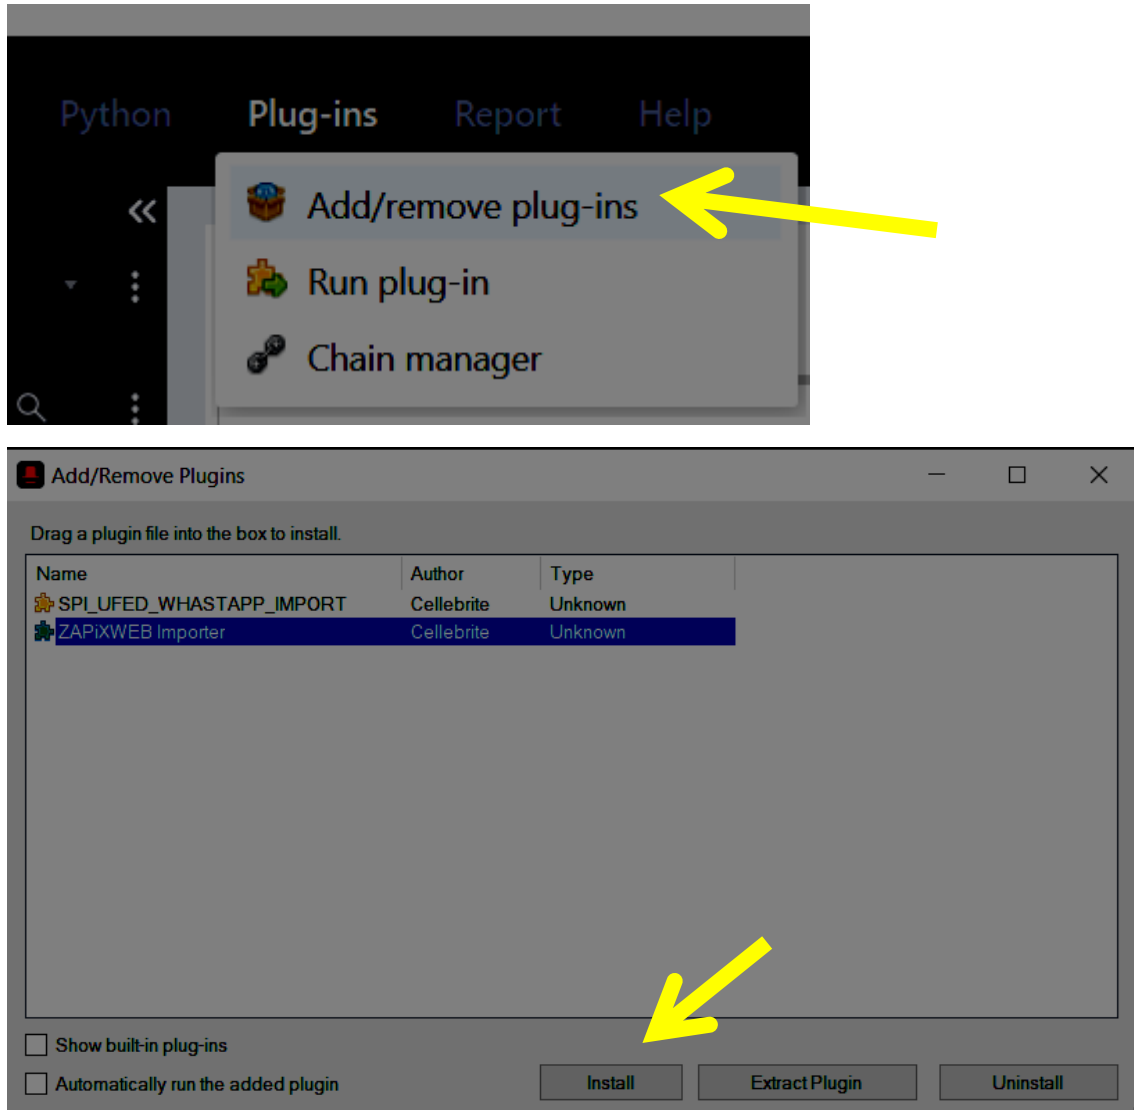 Python Plug-ins Report Help
Add/remove plug-ins
Run plug-in
Chain manager
Add/Remove Plugins
Drag a plugin file into the box to install.
Name Author Type
SPI_UFED_WHASTAPP_IMPORT Cellebrite Unknown
ZAPiXWEB Importer Cellebrite Unknown
Show built-in plug-ins
Automatically run the added plugin Install Extract Plugin Uninstall